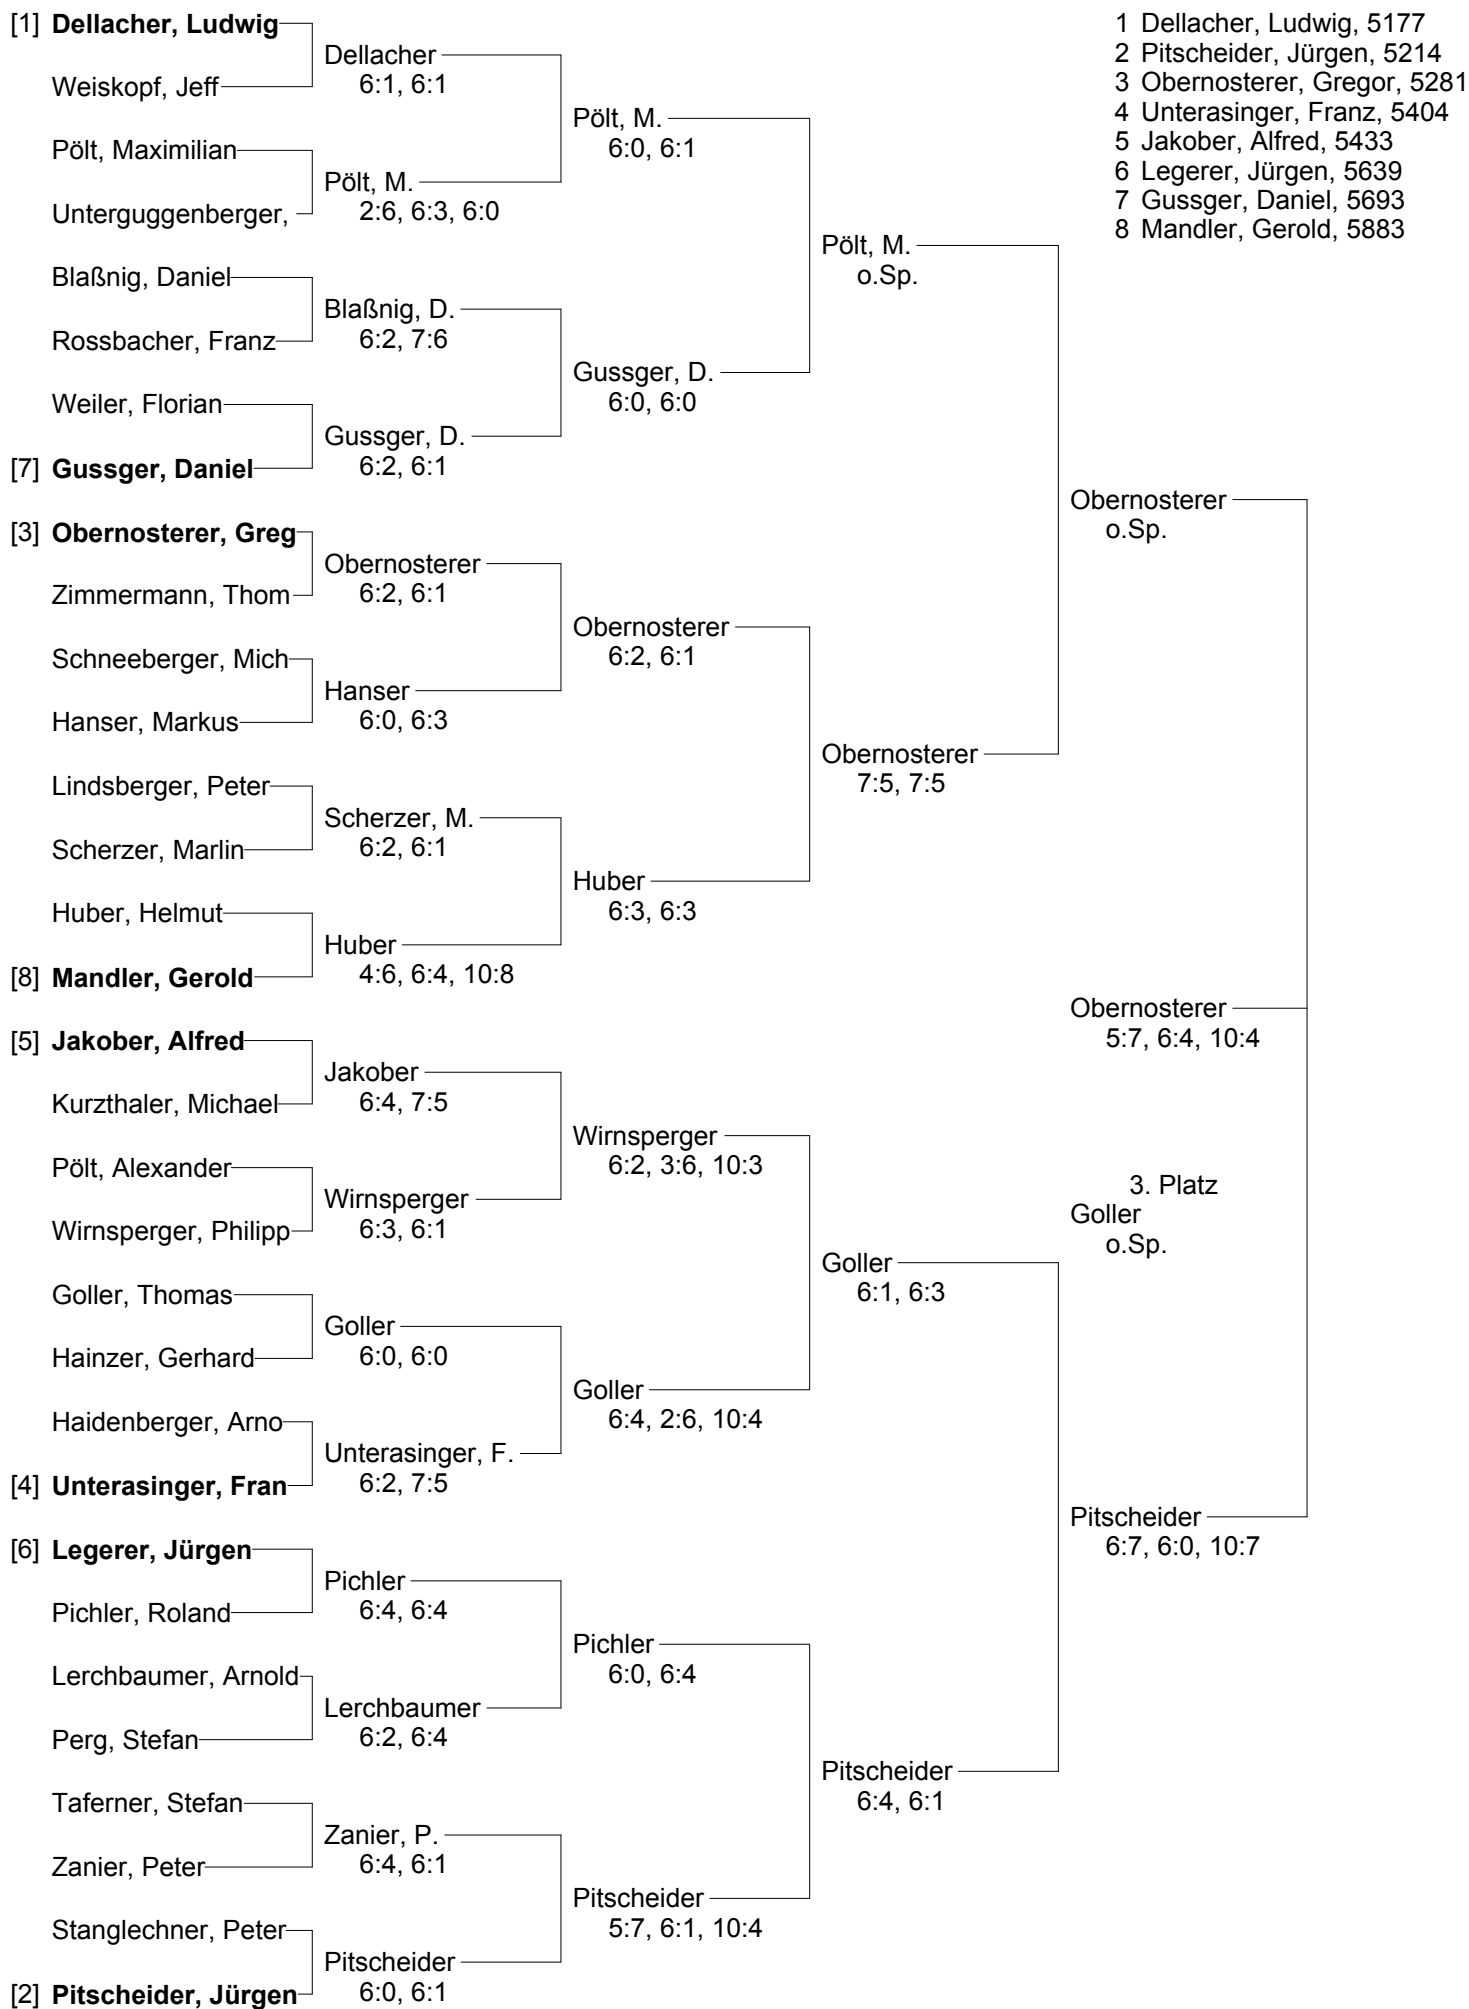 [1] Dellacher, Ludwig
Weiskopf, Jeff
Pölt, Maximilian
Unterguggenberger,
Blaßnig, Daniel
Rossbacher, Franz
Weiler, Florian
[7] Gussger, Daniel
[3] Obernosterer, Greg
Zimmermann, Thom
Schneeberger, Mich
Hanser, Markus
Lindsberger, Peter
Scherzer, Marlin
Huber, Helmut
[8] Mandler, Gerold
[5] Jakober, Alfred
Kurzthaler, Michael
Pölt, Alexander
Wirnsperger, Philipp
Goller, Thomas
Hainzer, Gerhard
Haidenberger, Arno
[4] Unterasinger, Fran
[6] Legerer, Jürgen
Pichler, Roland
Lerchbaumer, Arnold
Perg, Stefan
Taferner, Stefan
Zanier, Peter
Stanglechner, Peter
[2] Pitscheider, Jürgen
Dellacher
6:1, 6:1
Pölt, M.
2:6, 6:3, 6:0
Blaßnig, D.
6:2, 7:6
Gussger, D.
6:2, 6:1
Obernosterer
6:2, 6:1
Hanser
6:0, 6:3
Scherzer, M.
6:2, 6:1
Huber
4:6, 6:4, 10:8
Jakober
6:4, 7:5
Wirnsperger
6:3, 6:1
Goller
6:0, 6:0
Unterasinger, F.
6:2, 7:5
Pichler
6:4, 6:4
Lerchbaumer
6:2, 6:4
Zanier, P.
6:4, 6:1
Pitscheider
6:0, 6:1
Pölt, M.
6:0, 6:1
Gussger, D.
6:0, 6:0
Obernosterer
6:2, 6:1
Huber
6:3, 6:3
Wirnsperger
6:2, 3:6, 10:3
Goller
6:4, 2:6, 10:4
Pichler
6:0, 6:4
Pitscheider
5:7, 6:1, 10:4
Pölt, M.
o.Sp.
Obernosterer
7:5, 7:5
Goller
6:1, 6:3
Pitscheider
6:4, 6:1
Obernosterer
o.Sp.
Pitscheider
6:7, 6:0, 10:7
Obernosterer
5:7, 6:4, 10:4
3. Platz
Goller
o.Sp.
1 Dellacher, Ludwig, 5177
2 Pitscheider, Jürgen, 5214
3 Obernosterer, Gregor, 5281
4 Unterasinger, Franz, 5404
5 Jakober, Alfred, 5433
6 Legerer, Jürgen, 5639
7 Gussger, Daniel, 5693
8 Mandler, Gerold, 5883